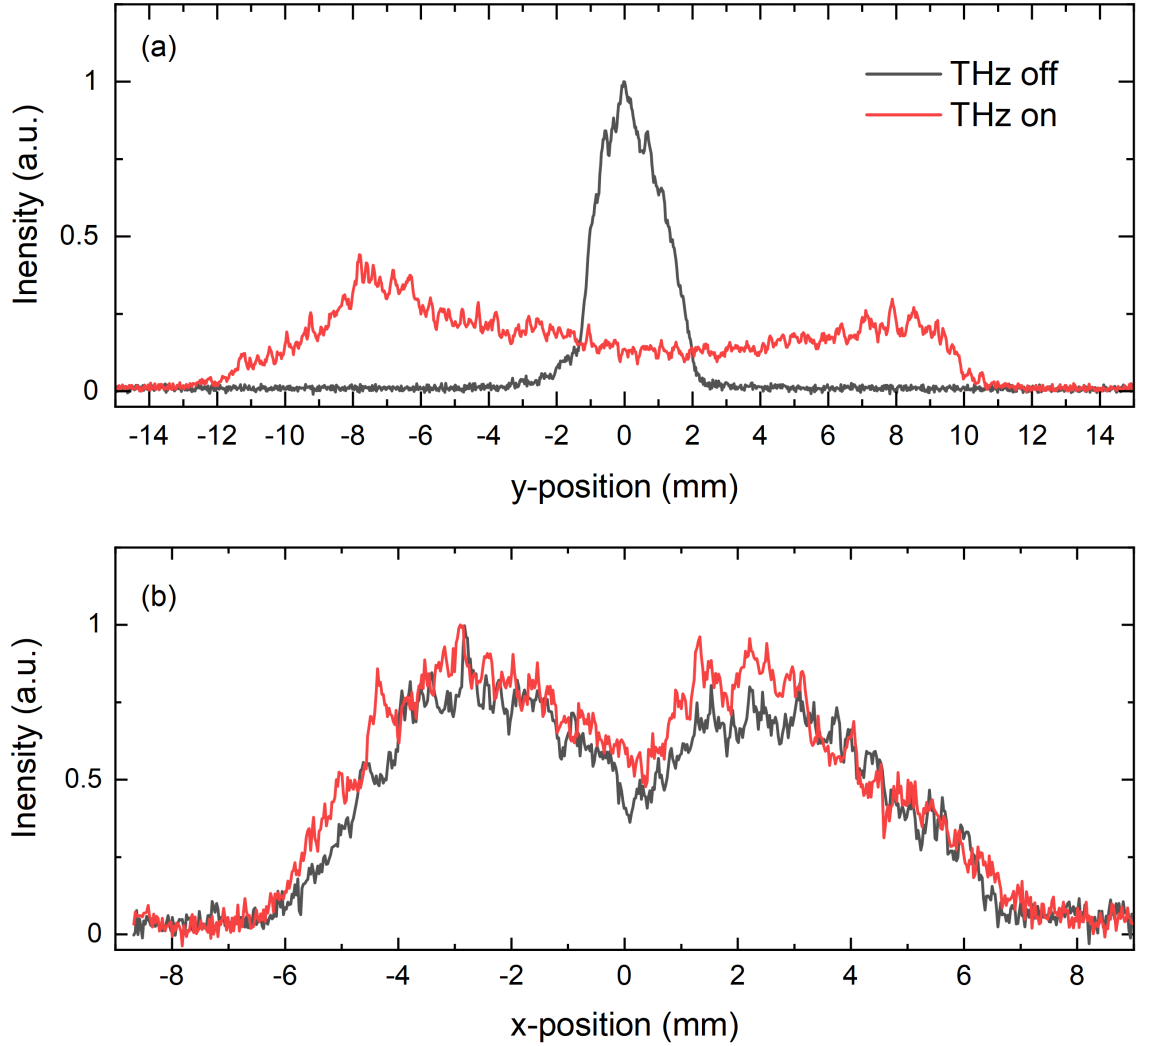 (a)
THz off
THz on
1
0.5
0
Inensity (a.u.)
-14 -12 -10 -8 -6 -4 -2 0 2 4 6 8 10 12 14
y-position (mm)
(b)
1
0.5
0
Inensity (a.u.)
-8 -6 -4 -2 0 2 4 6 8
x-position (mm)